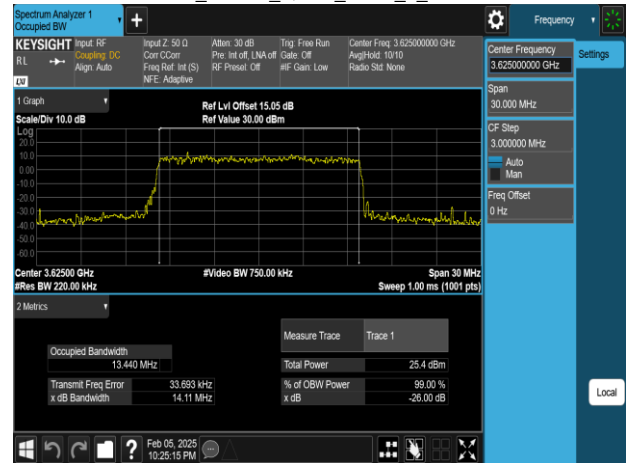 Spectrum Analyzer 1
Occupied BW
+
Frequency
KEYSIGHT
RL
LXI
Input: RF
Coupling: DC
Align: Auto
Input Z: 50 Ω
Corr CCorr
Freq Ref: Int (S)
NFE: Adaptive
Atten: 30 dB
Pre: Int off, LNA off
RF Presel: Off
Trig: Free Run
Gate: Off
#IF Gain: Low
Center Freq: 3.625000000 GHz
Avg|Hold: 10/10
Radio Std: None
Center Frequency
3.625000000 GHz
Settings
Span
30.000 MHz
CF Step
3.000000 MHz
Auto
Man
Freq Offset
0 Hz
1 Graph
Scale/Div 10.0 dB
Ref Lvl Offset 15.05 dB
Ref Value 30.00 dBm
Log
20.0
10.0
0.00
-10.0
-20.0
-30.0
-40.0
-50.0
-60.0
Center 3.62500 GHz
#Res BW 220.00 kHz
#Video BW 750.00 kHz
Span 30 MHz
Sweep 1.00 ms (1001 pts)
2 Metrics
Measure Trace
Trace 1
Occupied Bandwidth
13.440 MHz
Total Power
25.4 dBm
Transmit Freq Error
33.693 kHz
% of OBW Power
99.00 %
x dB Bandwidth
14.11 MHz
x dB
-26.00 dB
Local
?
Feb 05, 2025
10:25:15 PM